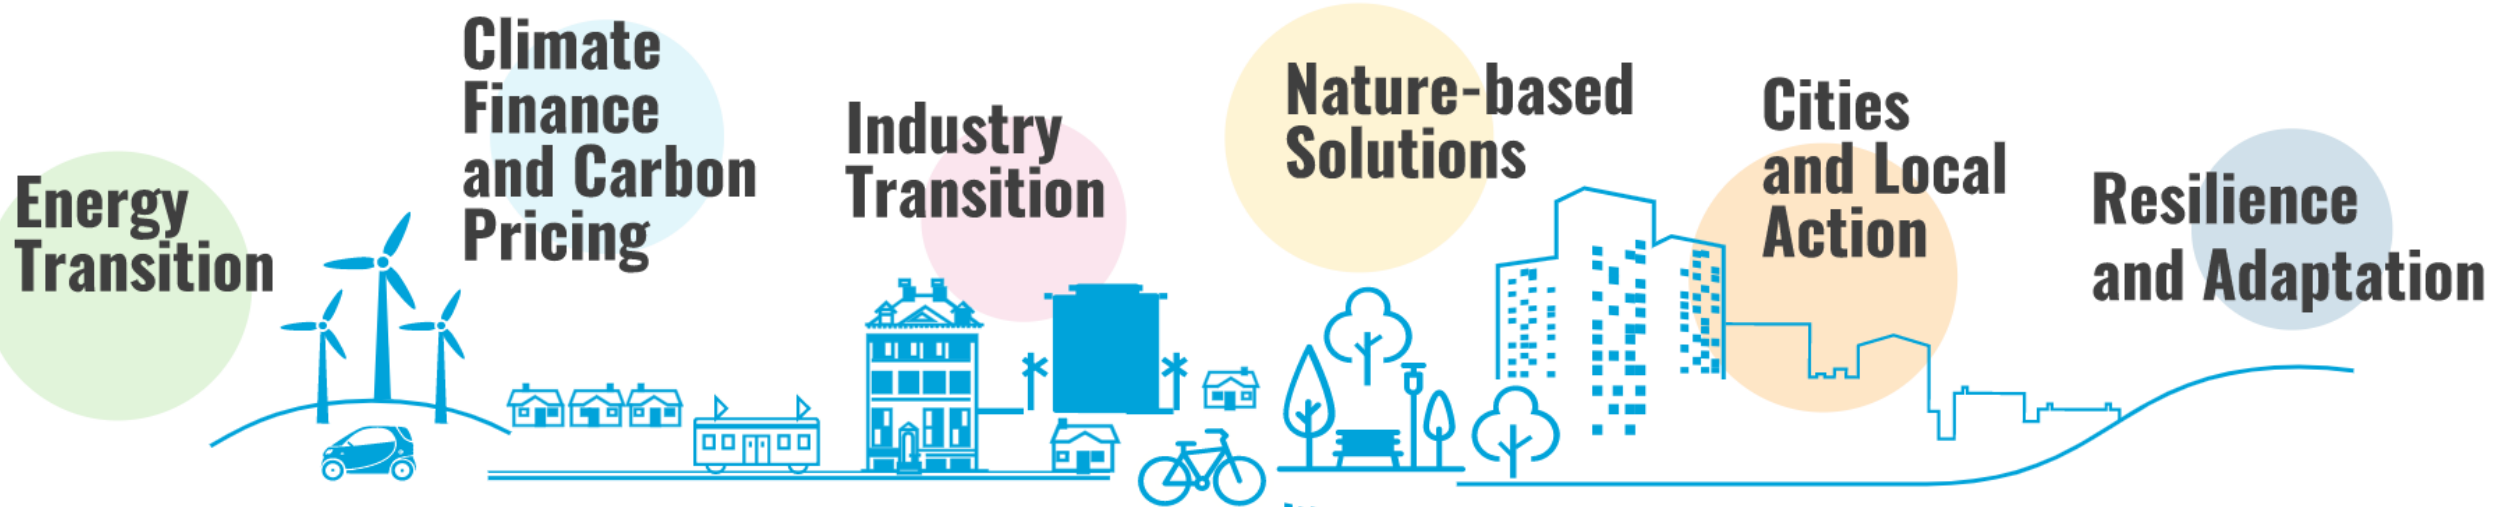 Energy
Transition
Climate
Finance
and Carbon
Pricing
Industry
Transition
Nature-based
Solutions
Cities
and Local
Action
Resilience
and Adaptation